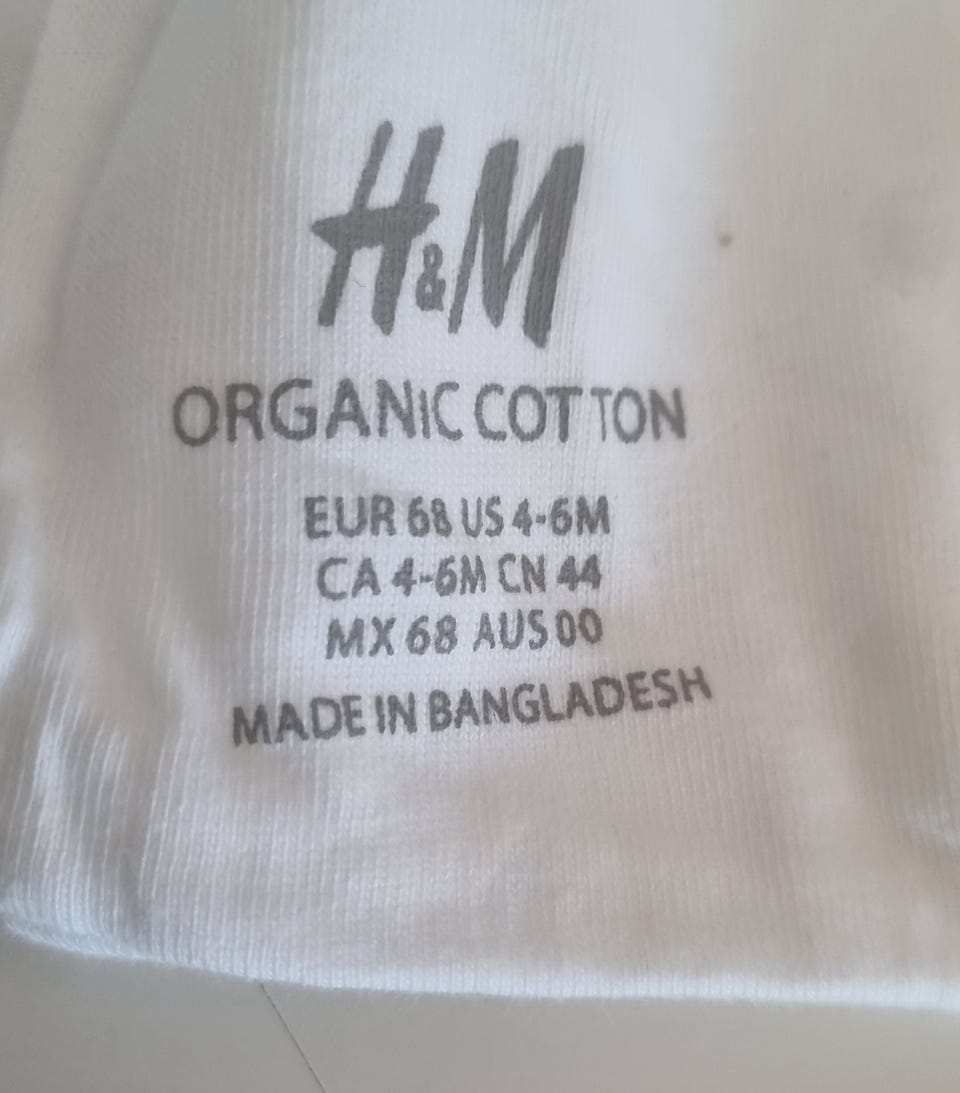 H&M
ORGANIC COTTON
EUR 68 US 4-6M
CA 4-6M CN 44
MX 68 AUS 00
MADE IN BANGLADESH